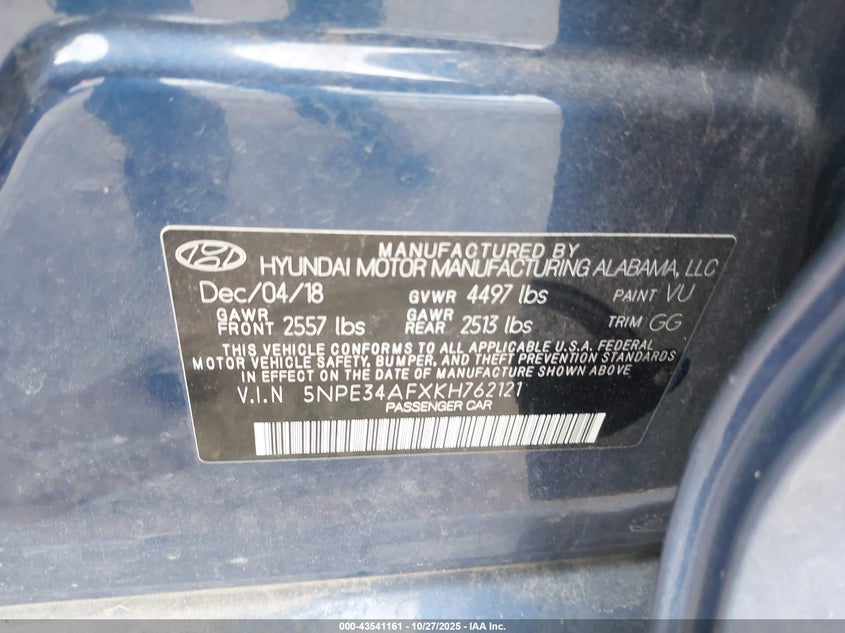 MANUFACTURED BY
HYUNDAI MOTOR MANUFACTURING ALABAMA, LLC
Dec/04/18 GVWR 4497 lbs PAINT VU
GAWR FRONT 2557 lbs GAWR REAR 2513 lbs TRIM GG
THIS VEHICLE CONFORMS TO ALL APPLICABLE U.S.A. FEDERAL
MOTOR VEHICLE SAFETY, BUMPER, AND THEFT PREVENTION STANDARDS
IN EFFECT ON THE DATE OF MANUFACTURE SHOWN ABOVE.
V.I.N 5NPE34AFXKH762121
PASSENGER CAR
000-43541161 - 10/27/2025 - IAA Inc.